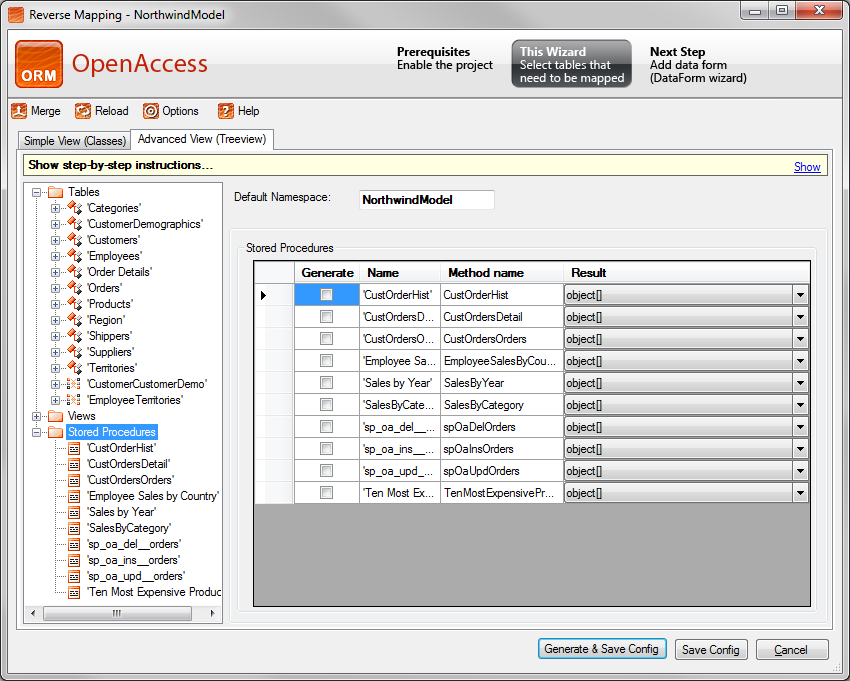 Reverse Mapping - NorthwindModel
ORM OpenAccess
Prerequisites
Enable the project
This Wizard
Select tables that
need to be mapped
Next Step
Add data form
(DataForm wizard)
Merge Reload Options Help
Simple View (Classes) Advanced View (Treeview)
Show step-by-step instructions... Show
Tables
'Categories'
'CustomerDemographics'
'Customers'
'Employees'
'Order Details'
'Orders'
'Products'
'Region'
'Shippers'
'Suppliers'
'Territories'
'CustomerCustomerDemo'
'EmployeeTerritories'
Views
Stored Procedures
'CustOrderHist'
'CustOrdersDetail'
'CustOrdersOrders'
'Employee Sales by Country'
'Sales by Year'
'SalesByCategory'
'sp_oa_del__orders'
'sp_oa_ins__orders'
'sp_oa_upd__orders'
'Ten Most Expensive Produc
Default Namespace: NorthwindModel
Stored Procedures
Generate Name Method name Result
'CustOrderHist' CustOrderHist object[]
'CustOrdersD... CustOrdersDetail object[]
'CustOrdersO... CustOrdersOrders object[]
'Employee Sa... EmployeeSalesByCou... object[]
'Sales by Year' SalesByYear object[]
'SalesByCate... SalesByCategory object[]
'sp_oa_del__... spOaDelOrders object[]
'sp_oa_ins__... spOaInsOrders object[]
'sp_oa_upd_... spOaUpdOrders object[]
'Ten Most Ex... TenMostExpensivePr... object[]
Generate & Save Config Save Config Cancel